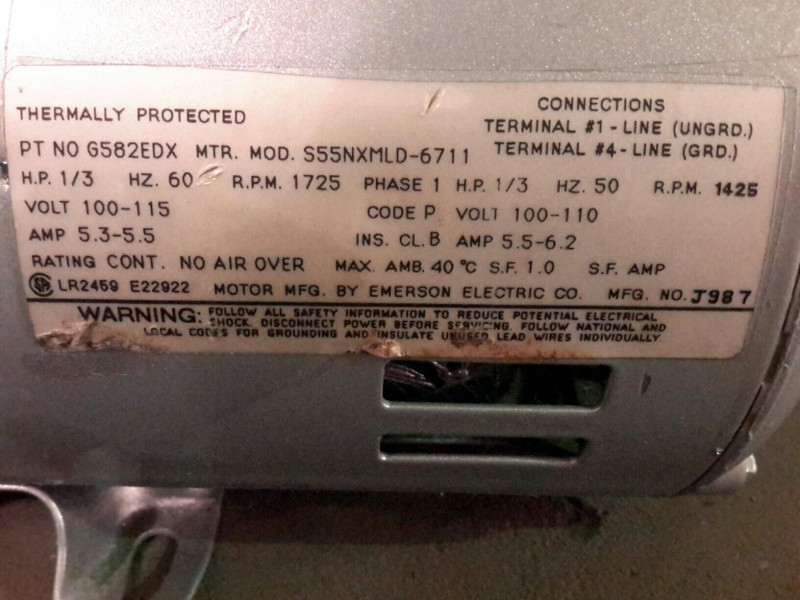 THERMALLY PROTECTED
CONNECTIONS
TERMINAL #1 - LINE (UNGRD.)
TERMINAL #4 - LINE (GRD.)
PT NO G582EDX MTR. MOD. S55NXMLD-6711
H.P. 1/3 HZ. 60 R.P.M. 1725 PHASE 1 H.P. 1/3 HZ. 50 R.P.M. 1425
VOLT 100-115 CODE P VOLT 100-110
AMP 5.3-5.5 INS. CL. B AMP 5.5-6.2
RATING CONT. NO AIR OVER MAX. AMB. 40 °C S.F. 1.0 S.F. AMP
LR2459 E22922 MOTOR MFG. BY EMERSON ELECTRIC CO. MFG. NO. J987
WARNING: FOLLOW ALL SAFETY INFORMATION TO REDUCE POTENTIAL ELECTRICAL
SHOCK. DISCONNECT POWER BEFORE SERVICING. FOLLOW NATIONAL AND
LOCAL CODES FOR GROUNDING AND INSULATE UNUSED LEAD WIRES INDIVIDUALLY.